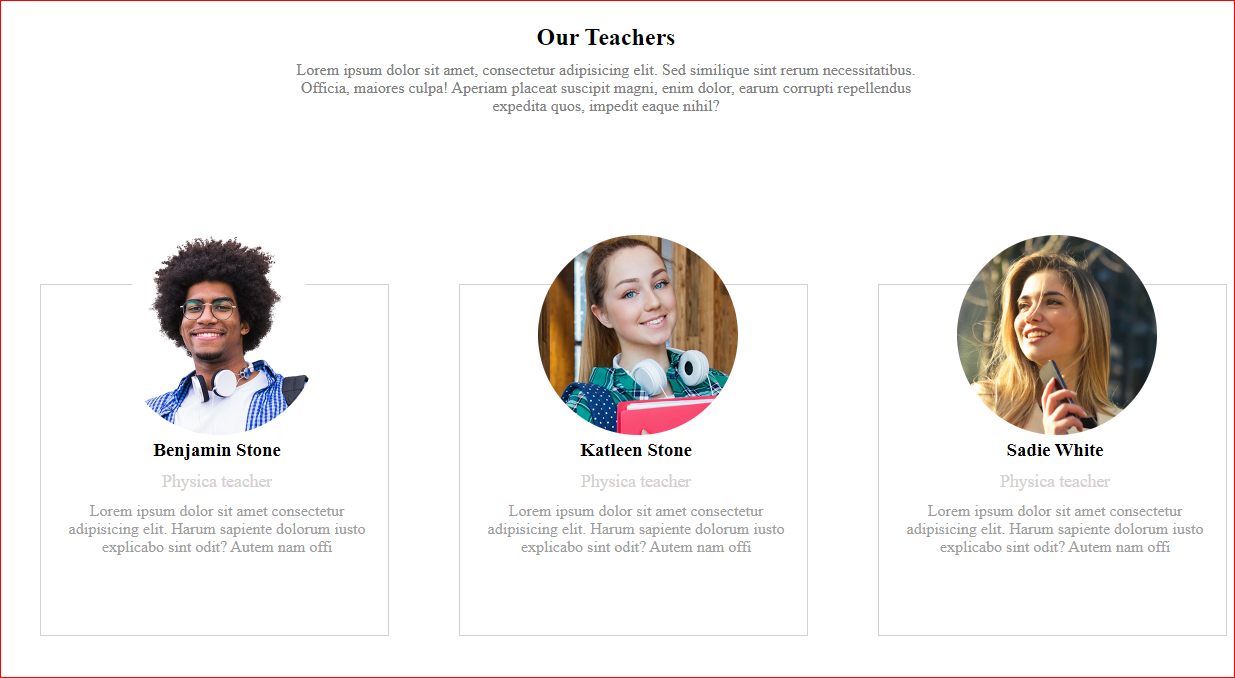 Our Teachers
Lorem ipsum dolor sit amet, consectetur adipisicing elit. Sed similique sint rerum necessitatibus.
Officia, maiores culpa! Aperiam placeat suscipit magni, enim dolor, earum corrupti repellendus
expedita quos, impedit eaque nihil?
Benjamin Stone
Physica teacher
Lorem ipsum dolor sit amet consectetur
adipisicing elit. Harum sapiente dolorum iusto
explicabo sint odit? Autem nam offi
Katleen Stone
Physica teacher
Lorem ipsum dolor sit amet consectetur
adipisicing elit. Harum sapiente dolorum iusto
explicabo sint odit? Autem nam offi
Sadie White
Physica teacher
Lorem ipsum dolor sit amet consectetur
adipisicing elit. Harum sapiente dolorum iusto
explicabo sint odit? Autem nam offi